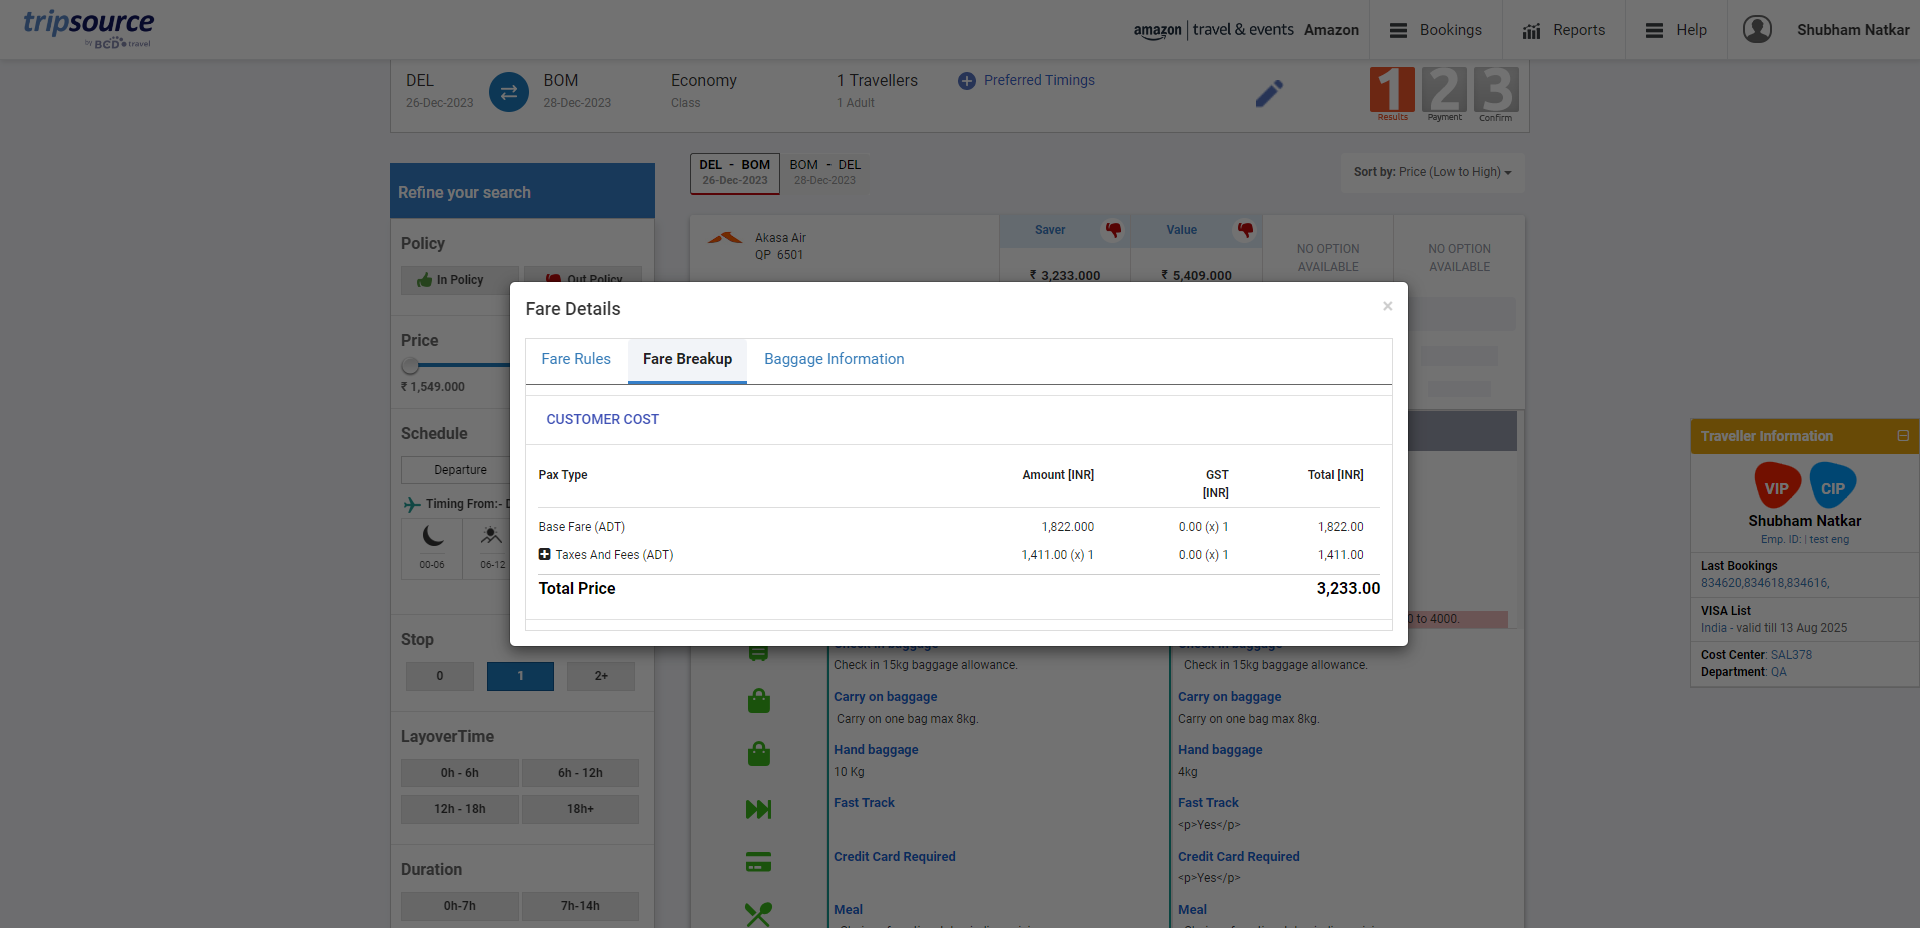 tripsource
by BCD travel
amazon | travel & events Amazon
Bookings
Reports
Help
Shubham Natkar
DEL
26-Dec-2023
BOM
28-Dec-2023
Economy
Class
1 Travellers
1 Adult
Preferred Timings
1 2 3
Results Payment Confirm
Refine your search
DEL - BOM
26-Dec-2023
BOM - DEL
28-Dec-2023
Sort by: Price (Low to High)
Policy
In Policy
Out Policy
Akasa Air
QP 6501
Saver
₹ 3,233.000
Value
₹ 5,409.000
NO OPTION
AVAILABLE
NO OPTION
AVAILABLE
Price
₹ 1,549.000
Schedule
Departure
Timing From:- D
00-06
06-12
Stop
0
1
2+
LayoverTime
0h - 6h
6h - 12h
12h - 18h
18h+
Duration
0h-7h
7h-14h
Fare Details
×
Fare Rules
Fare Breakup
Baggage Information
CUSTOMER COST
Pax Type Amount [INR] GST [INR] Total [INR]
Base Fare (ADT) 1,822.000 0.00 (x) 1 1,822.00
Taxes And Fees (ADT) 1,411.00 (x) 1 0.00 (x) 1 1,411.00
Total Price 3,233.00
0 to 4000.
Check in 15kg baggage allowance.
Check in 15kg baggage allowance.
Carry on baggage
Carry on one bag max 8kg.
Carry on baggage
Carry on one bag max 8kg.
Hand baggage
10 Kg
Hand baggage
4kg
Fast Track
Fast Track
<p>Yes</p>
Credit Card Required
Credit Card Required
<p>Yes</p>
Meal
Meal
Traveller Information
VIP
CIP
Shubham Natkar
Emp. ID: | test eng
Last Bookings
834620,834618,834616,
VISA List
India - valid till 13 Aug 2025
Cost Center: SAL378
Department: QA